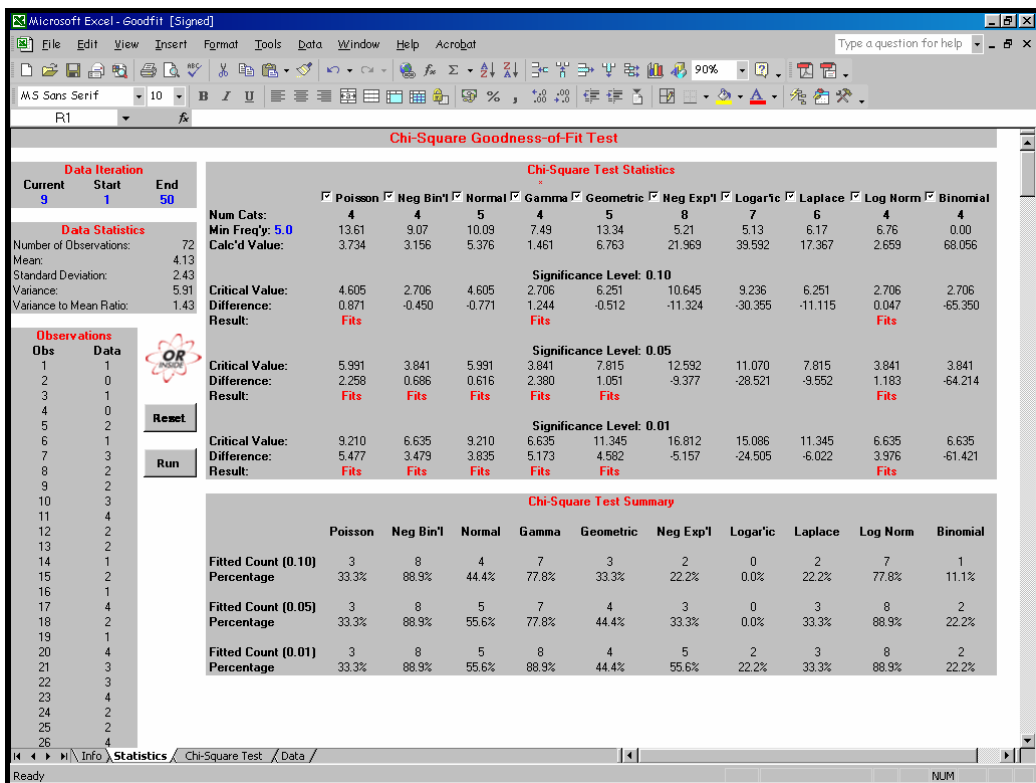 Microsoft Excel - Goodfit [Signed]
File Edit View Insert Format Tools Data Window Help Acrobat
Type a question for help
90%
MS Sans Serif 10 B I U
R1 fx
Chi-Square Goodness-of-Fit Test
Data Iteration
Current Start End
9 1 50
Data Statistics
Number of Observations: 72
Mean: 4.13
Standard Deviation: 2.43
Variance: 5.91
Variance to Mean Ratio: 1.43
Observations
Obs Data
1 1
2 0
3 1
4 0
5 2
6 1
7 3
8 2
9 2
10 3
11 4
12 2
13 2
14 1
15 2
16 1
17 4
18 2
19 1
20 4
21 3
22 3
23 4
24 2
25 2
26 4
OR
INSIDE
Reset
Run
Chi-Square Test Statistics
Poisson Neg Bin'l Normal Gamma Geometric Neg Exp'l Logar'ic Laplace Log Norm Binomial
Num Cats: 4 4 5 4 5 8 7 6 4 4
Min Freq'y: 5.0 13.61 9.07 10.09 7.49 13.34 5.21 5.13 6.17 6.76 0.00
Calc'd Value: 3.734 3.156 5.376 1.461 6.763 21.969 39.592 17.367 2.659 68.056
Significance Level: 0.10
Critical Value: 4.605 2.706 4.605 2.706 6.251 10.645 9.236 6.251 2.706 2.706
Difference: 0.871 -0.450 -0.771 1.244 -0.512 -11.324 -30.355 -11.115 0.047 -65.350
Result: Fits Fits Fits
Significance Level: 0.05
Critical Value: 5.991 3.841 5.991 3.841 7.815 12.592 11.070 7.815 3.841 3.841
Difference: 2.258 0.686 0.616 2.380 1.051 -9.377 -28.521 -9.552 1.183 -64.214
Result: Fits Fits Fits Fits Fits Fits
Significance Level: 0.01
Critical Value: 9.210 6.635 9.210 6.635 11.345 16.812 15.086 11.345 6.635 6.635
Difference: 5.477 3.479 3.835 5.173 4.582 -5.157 -24.505 -6.022 3.976 -61.421
Result: Fits Fits Fits Fits Fits Fits
Chi-Square Test Summary
Poisson Neg Bin'l Normal Gamma Geometric Neg Exp'l Logar'ic Laplace Log Norm Binomial
Fitted Count (0.10) 3 8 4 7 3 2 0 2 7 1
Percentage 33.3% 88.9% 44.4% 77.8% 33.3% 22.2% 0.0% 22.2% 77.8% 11.1%
Fitted Count (0.05) 3 8 5 7 4 3 0 3 8 2
Percentage 33.3% 88.9% 55.6% 77.8% 44.4% 33.3% 0.0% 33.3% 88.9% 22.2%
Fitted Count (0.01) 3 8 5 8 4 5 2 3 8 2
Percentage 33.3% 88.9% 55.6% 88.9% 44.4% 55.6% 22.2% 33.3% 88.9% 22.2%
Info Statistics Chi-Square Test Data
Ready NUM